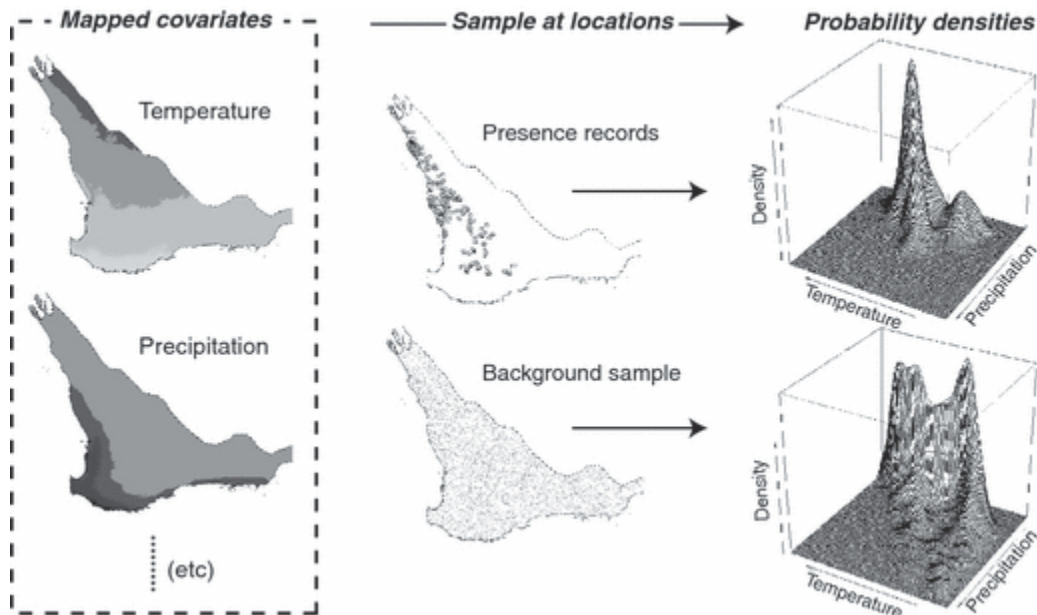 Mapped covariates
Sample at locations
Probability densities
Temperature
Presence records
Density
Temperature
Precipitation
Precipitation
Background sample
Density
Temperature
Precipitation
(etc)